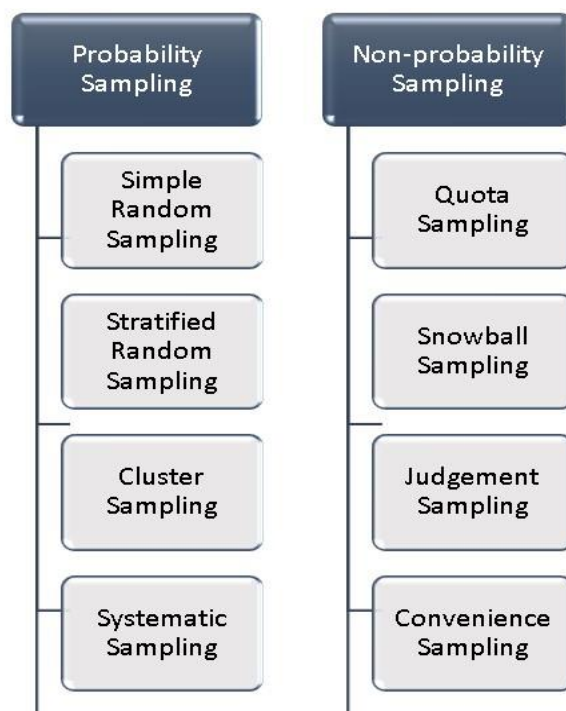 Probability
Sampling
Simple
Random
Sampling
Stratified
Random
Sampling
Cluster
Sampling
Systematic
Sampling
Non-probability
Sampling
Quota
Sampling
Snowball
Sampling
Judgement
Sampling
Convenience
Sampling